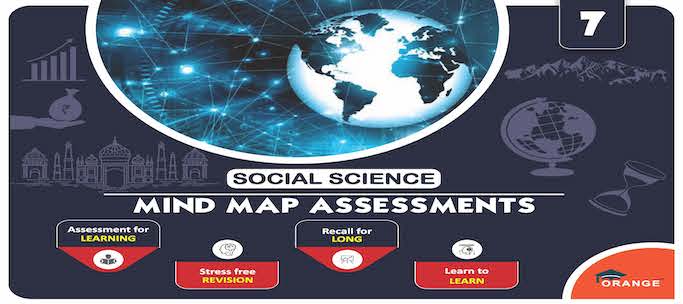 7
SOCIAL SCIENCE
MIND MAP ASSESSMENTS
Assessment for
LEARNING
Stress free
REVISION
Recall for
LONG
Learn to
LEARN
ORANGE